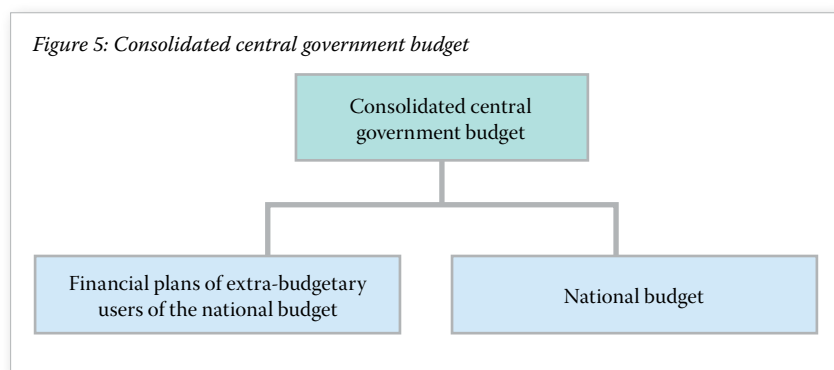 Figure 5: Consolidated central government budget
Consolidated central
government budget
Financial plans of extra-budgetary
users of the national budget
National budget